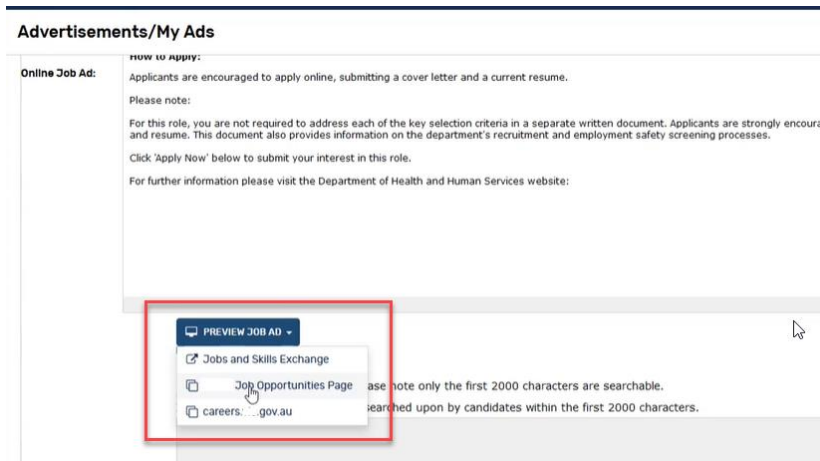 Advertisements/My Ads
How to Apply:
Online Job Ad:
Applicants are encouraged to apply online, submitting a cover letter and a current resume.
Please note:
For this role, you are not required to address each of the key selection criteria in a separate written document. Applicants are strongly encoura
and resume. This document also provides information on the department's recruitment and employment safety screening processes.
Click 'Apply Now' below to submit your interest in this role.
For further information please visit the Department of Health and Human Services website:
PREVIEW JOB AD
Jobs and Skills Exchange
Job Opportunities Page ase note only the first 2000 characters are searchable.
careers. .gov.au searched upon by candidates within the first 2000 characters.